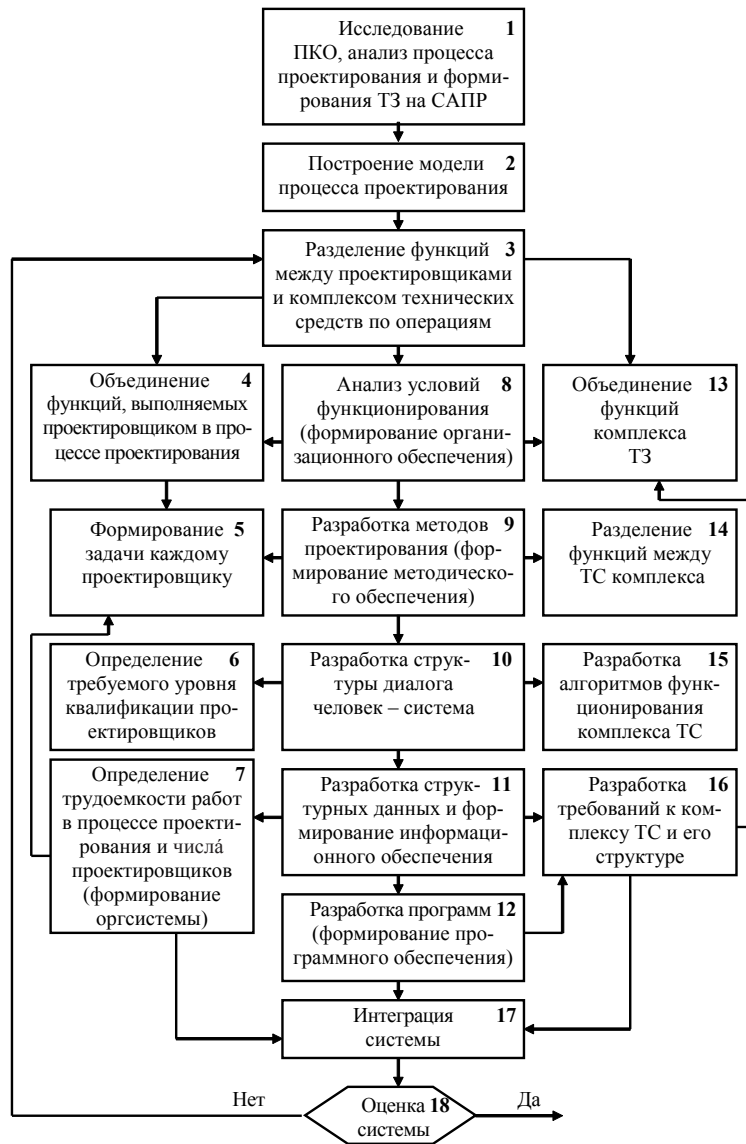 Исследование 1
ПКО, анализ процесса
проектирования и форми-
рования ТЗ на САПР
Построение модели 2
процесса проектирования
Разделение функций 3
между проектировщиками
и комплексом технических
средств по операциям
Объединение 4
функций, выполняемых
проектировщиком в про-
цессе проектирования
Анализ условий 8
функционирования
(формирование органи-
зационного обеспечения)
Объединение 13
функций
комплекса
ТЗ
Формирование 5
задачи каждому
проектировщику
Разработка методов 9
проектирования (фор-
мирование методическо-
го обеспечения)
Разделение 14
функций между
ТС комплекса
Определение 6
требуемого уровня
квалификации про-
ектировщиков
Разработка струк- 10
туры диалога
человек – система
Разработка 15
алгоритмов функ-
ционирования
комплекса ТС
Определение 7
трудоемкости работ
в процессе проекти-
рования и числа́
проектировщиков
(формирование
оргсистемы)
Разработка струк- 11
турных данных и фор-
мирование информаци-
онного обеспечения
Разработка 16
требований к ком-
плексу ТС и его
структуре
Разработка программ 12
(формирование про-
граммного обеспечения)
Интеграция 17
системы
Нет
Оценка 18
системы
Да